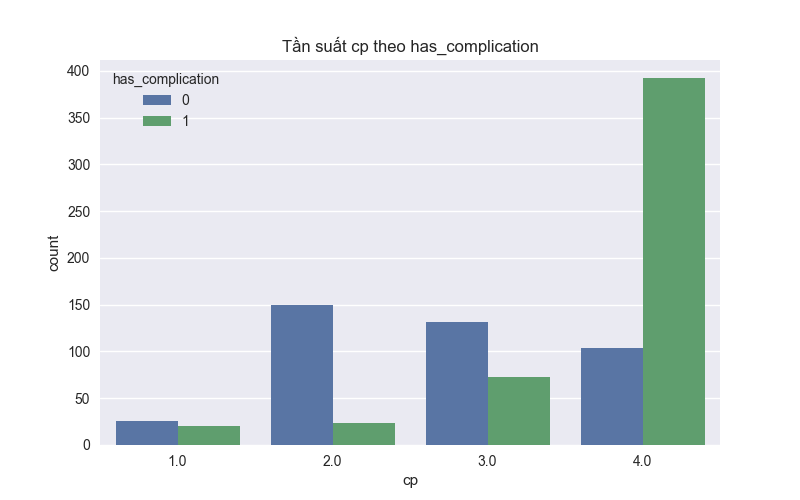 Tần suất cp theo has_complication
has_complication
0
1
400
350
300
250
200
150
100
50
0
count
1.0 2.0 3.0 4.0
cp